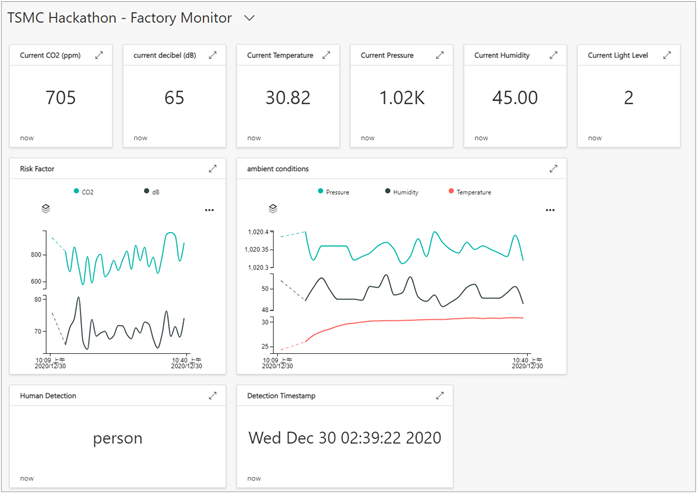 TSMC Hackathon - Factory Monitor
Current CO2 (ppm)
705
now
current decibel (dB)
65
now
Current Temperature
30.82
now
Current Pressure
1.02K
now
Current Humidity
45.00
now
Current Light Level
2
now
Risk Factor
CO2 dB
800
600
80
70
10:09 上午
2020/12/30
10:40 上午
2020/12/30
ambient conditions
Pressure Humidity Temperature
1,020.4
1,020.35
1,020.3
50
48
30
25
10:09 上午
2020/12/30
10:40 上午
2020/12/30
Human Detection
person
now
Detection Timestamp
Wed Dec 30 02:39:22 2020
now